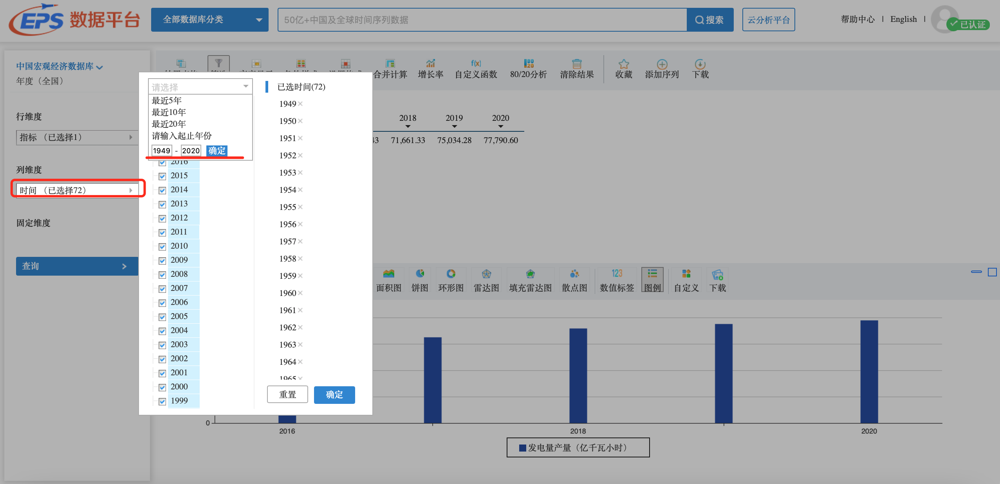 EPS 数据平台
全部数据库分类
50亿+中国及全球时间序列数据
搜索
云分析平台
帮助中心 | English |
已认证
中国宏观经济数据库
年度（全国）
行维度
指标 （已选择1）
列维度
时间 （已选择72）
固定维度
查询
请选择
最近5年
最近10年
最近20年
请输入起止年份
1949 - 2020 确定
2016
2015
2014
2013
2012
2011
2010
2009
2008
2007
2006
2005
2004
2003
2002
2001
2000
1999
已选时间(72)
1949×
1950×
1951×
1952×
1953×
1954×
1955×
1956×
1957×
1958×
1959×
1960×
1961×
1962×
1963×
1964×
1965×
重置
确定
合并计算
f(x)
增长率
自定义函数
80/20分析
清除结果
收藏
添加序列
下载
2018 2019 2020
43 71,661.33 75,034.28 77,790.60
面积图
饼图
环形图
雷达图
填充雷达图
散点图
123
数值标签
图例
自定义
下载
0
2016 2018 2020
发电量产量（亿千瓦小时）